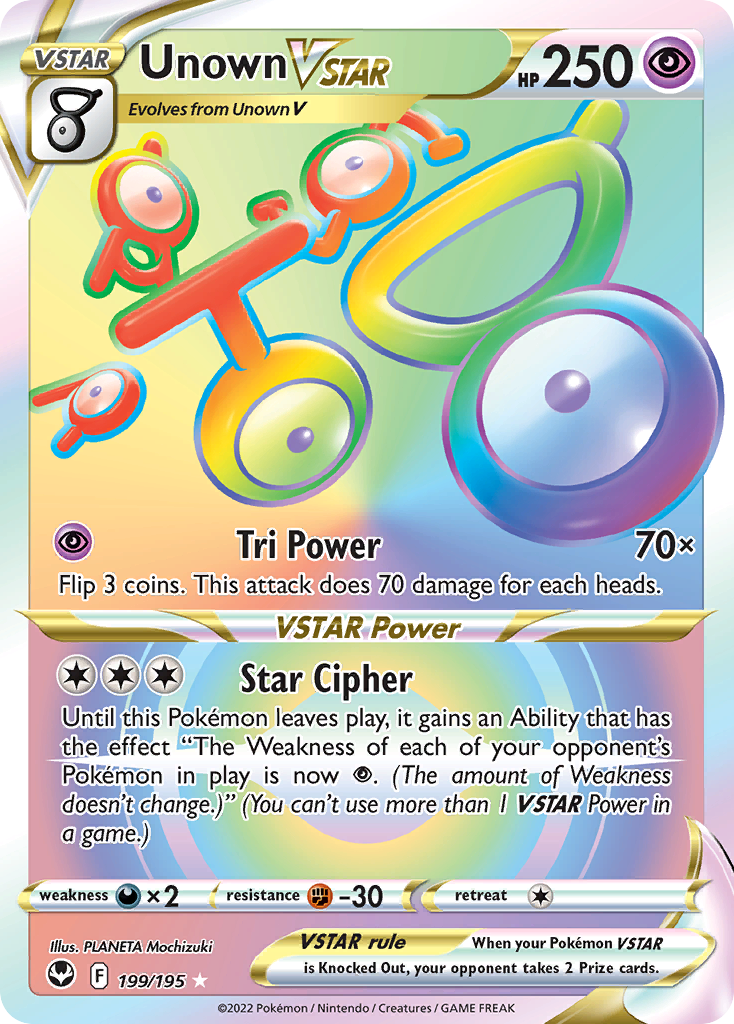 VSTAR
Unown VSTAR
HP 250
Evolves from Unown V
Tri Power 70×
Flip 3 coins. This attack does 70 damage for each heads.
VSTAR Power
Star Cipher
Until this Pokémon leaves play, it gains an Ability that has
the effect “The Weakness of each of your opponent’s
Pokémon in play is now . (The amount of Weakness
doesn’t change.)” (You can’t use more than 1 VSTAR Power in
a game.)
weakness ×2 resistance -30 retreat
Illus. PLANETA Mochizuki
VSTAR rule When your Pokémon VSTAR
is Knocked Out, your opponent takes 2 Prize cards.
F 199/195
©2022 Pokémon / Nintendo / Creatures / GAME FREAK